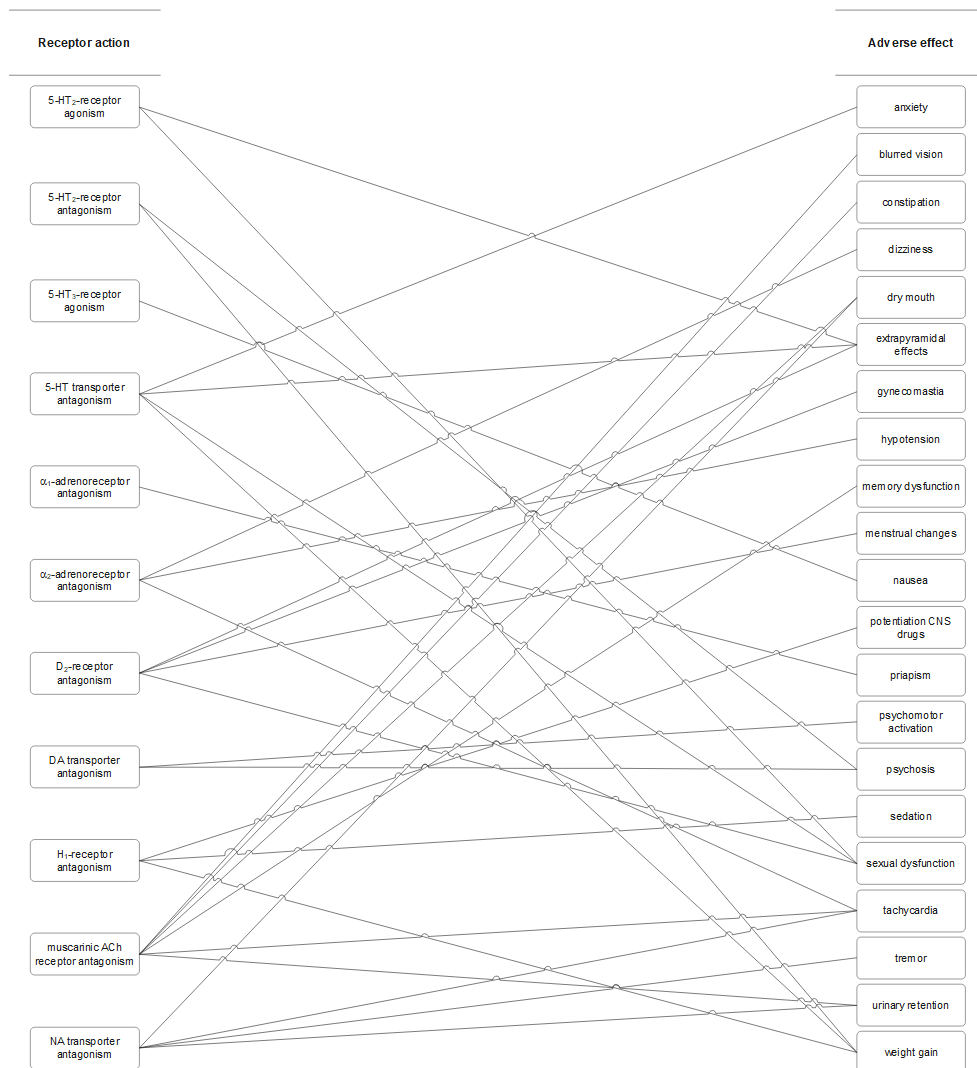 Receptor action
Adverse effect
5-HT₂-receptor
agonism
5-HT₂-receptor
antagonism
5-HT₃-receptor
agonism
5-HT transporter
antagonism
α₁-adrenoreceptor
antagonism
α₂-adrenoreceptor
antagonism
D₂-receptor
antagonism
DA transporter
antagonism
H₁-receptor
antagonism
muscarinic ACh
receptor antagonism
NA transporter
antagonism
anxiety
blurred vision
constipation
dizziness
dry mouth
extrapyramidal
effects
gynecomastia
hypotension
memory dysfunction
menstrual changes
nausea
potentiation CNS
drugs
priapism
psychomotor
activation
psychosis
sedation
sexual dysfunction
tachycardia
tremor
urinary retention
weight gain